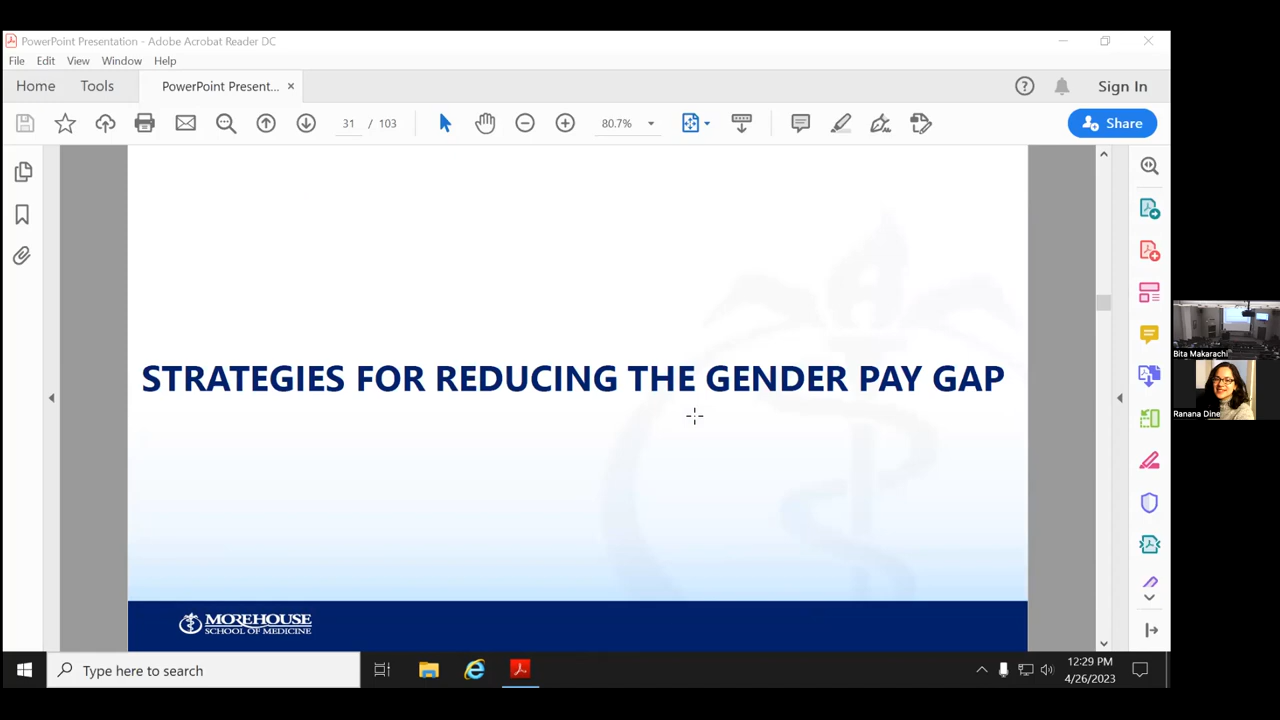 PowerPoint Presentation - Adobe Acrobat Reader DC
File Edit View Window Help
Home Tools PowerPoint Present... × ? Sign In
31 / 103 80.7% Share
STRATEGIES FOR REDUCING THE GENDER PAY GAP
Bita Makarachi
Ranana Dine
MOREHOUSE
SCHOOL OF MEDICINE
Type here to search
12:29 PM
4/26/2023